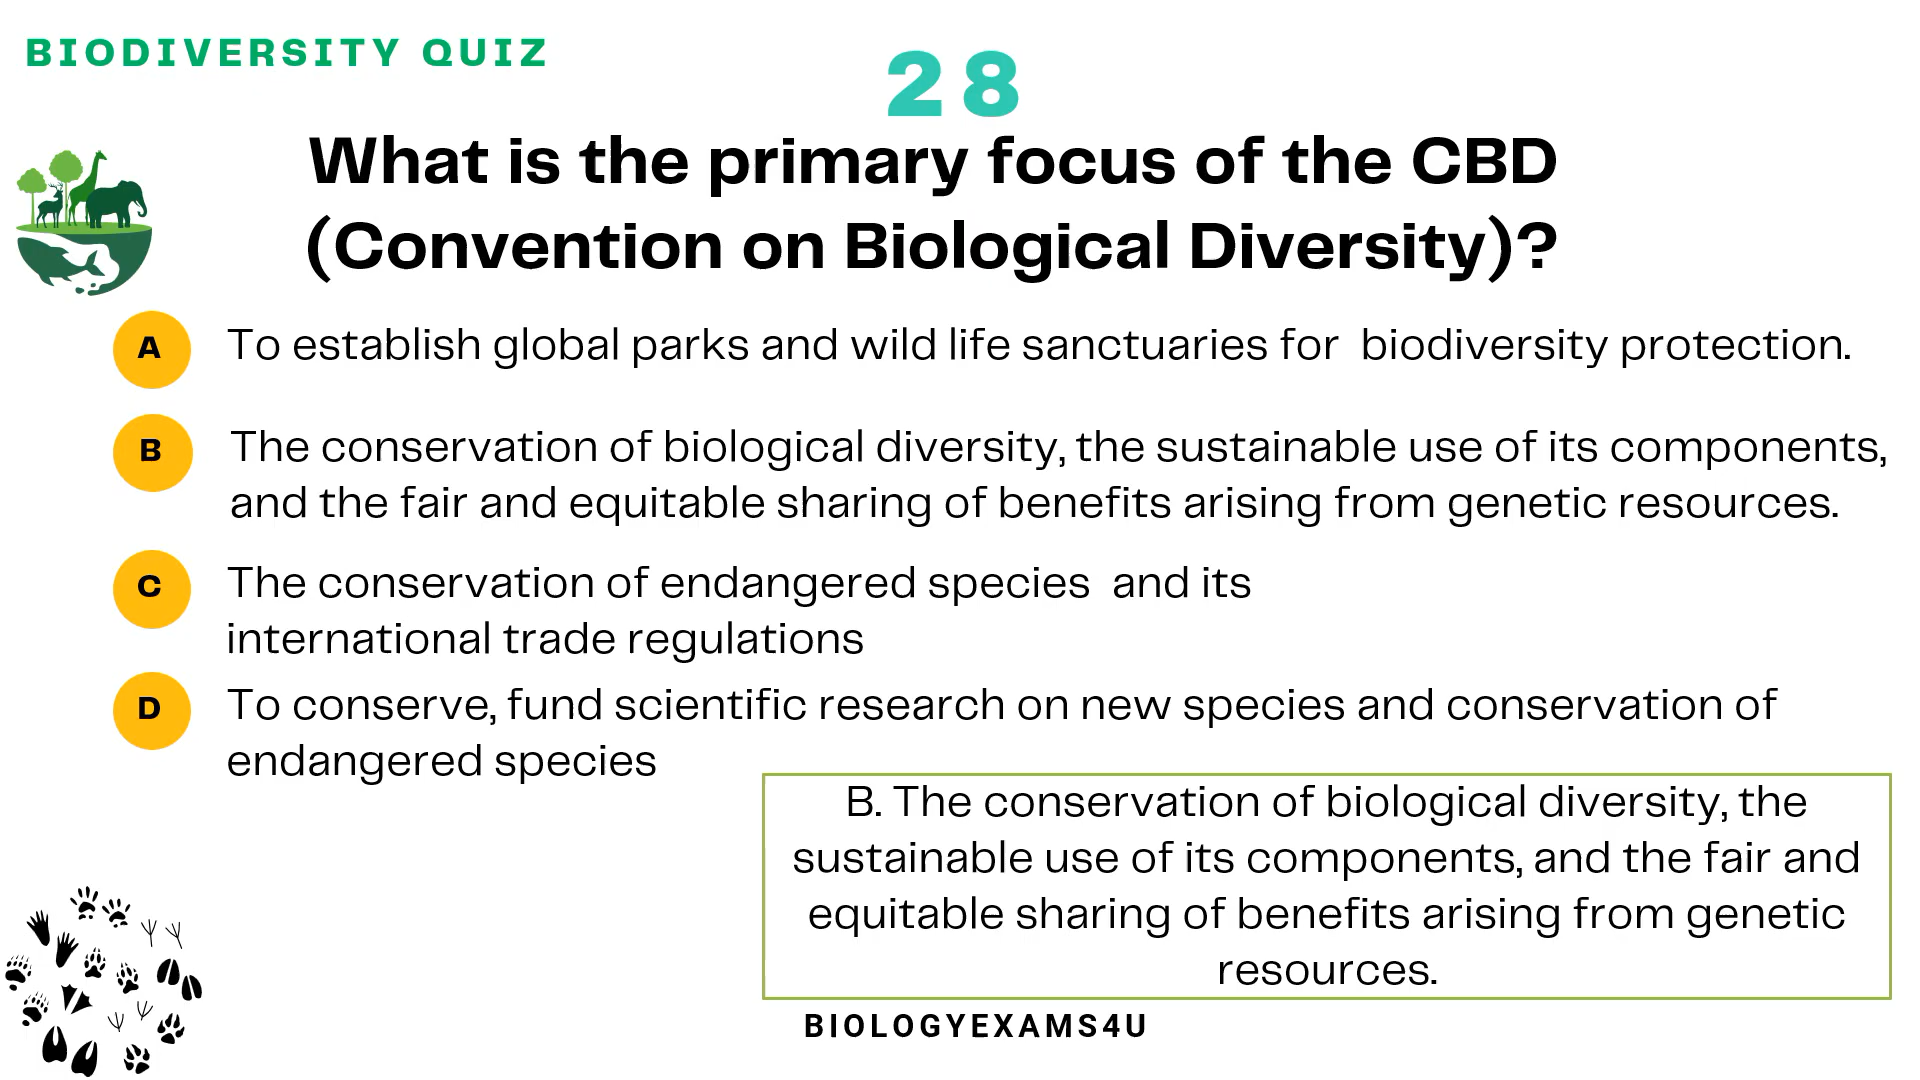 BIODIVERSITY QUIZ
28
What is the primary focus of the CBD
(Convention on Biological Diversity)?
A To establish global parks and wild life sanctuaries for  biodiversity protection.
B The conservation of biological diversity, the sustainable use of its components,
and the fair and equitable sharing of benefits arising from genetic resources.
C The conservation of endangered species  and its
international trade regulations
D To conserve, fund scientific research on new species and conservation of
endangered species
B. The conservation of biological diversity, the
sustainable use of its components, and the fair and
equitable sharing of benefits arising from genetic
resources.
BIOLOGYEXAMS4U